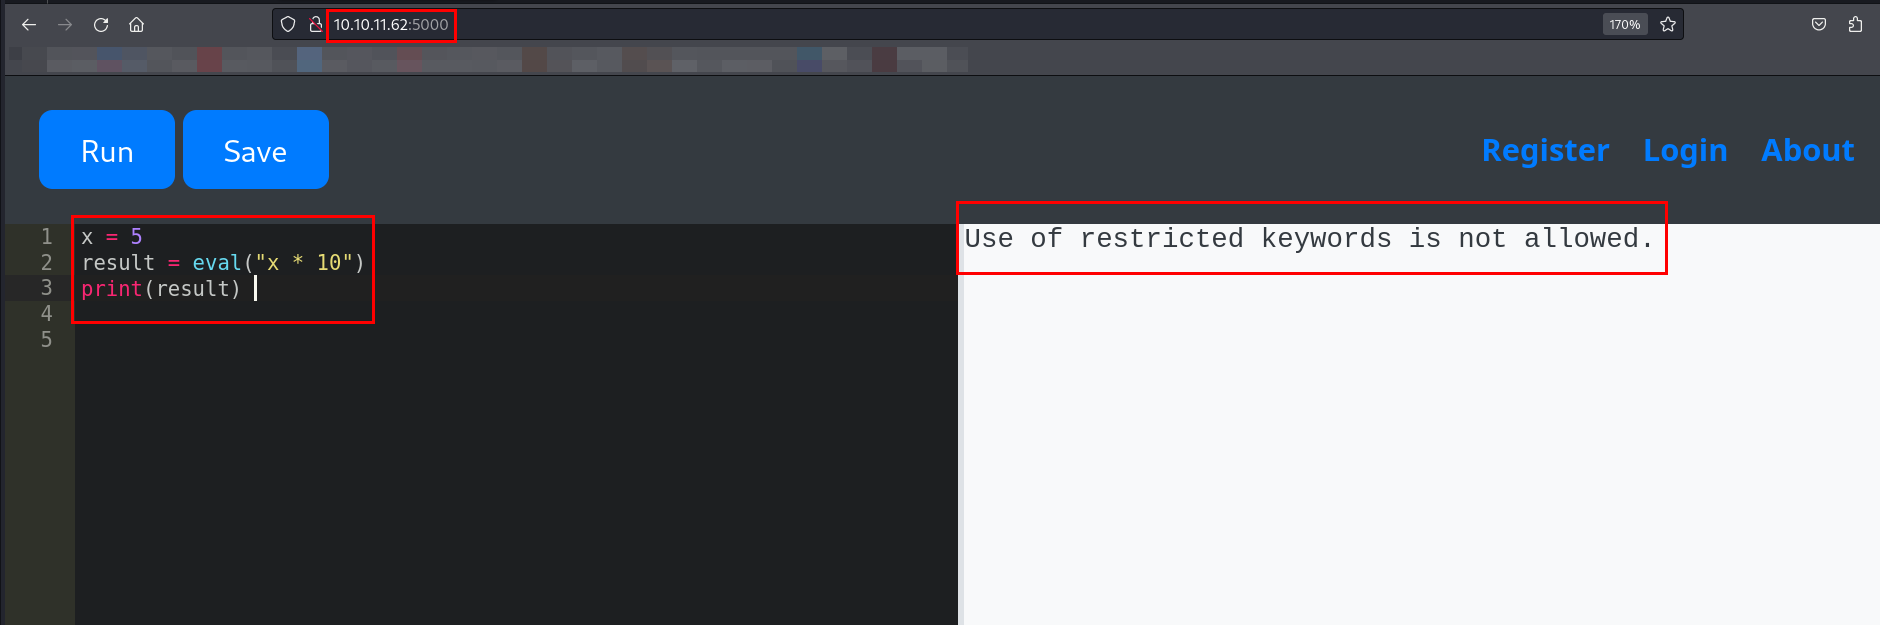 10.10.11.62:5000
170%
Run Save Register Login About
1 x = 5
2 result = eval("x * 10")
3 print(result)
4
5
Use of restricted keywords is not allowed.